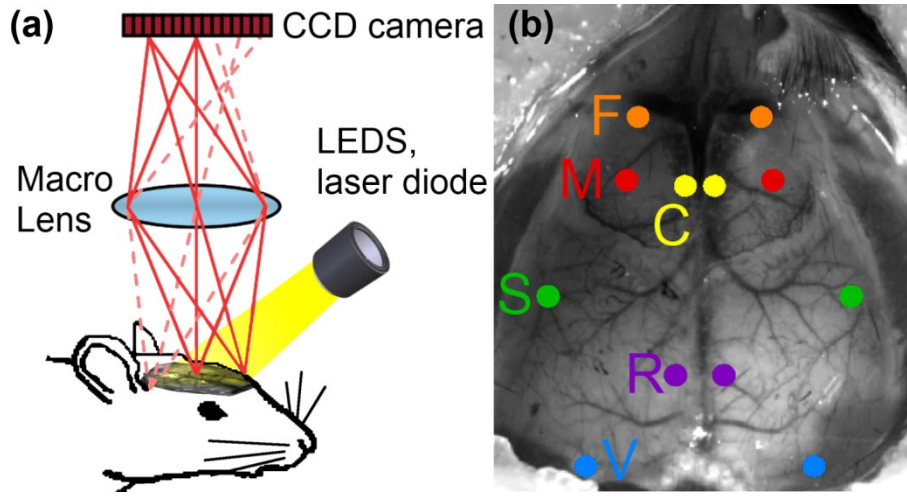 (a)
CCD camera
LEDS,
laser diode
Macro
Lens
(b)
F
M
C
S
R
V